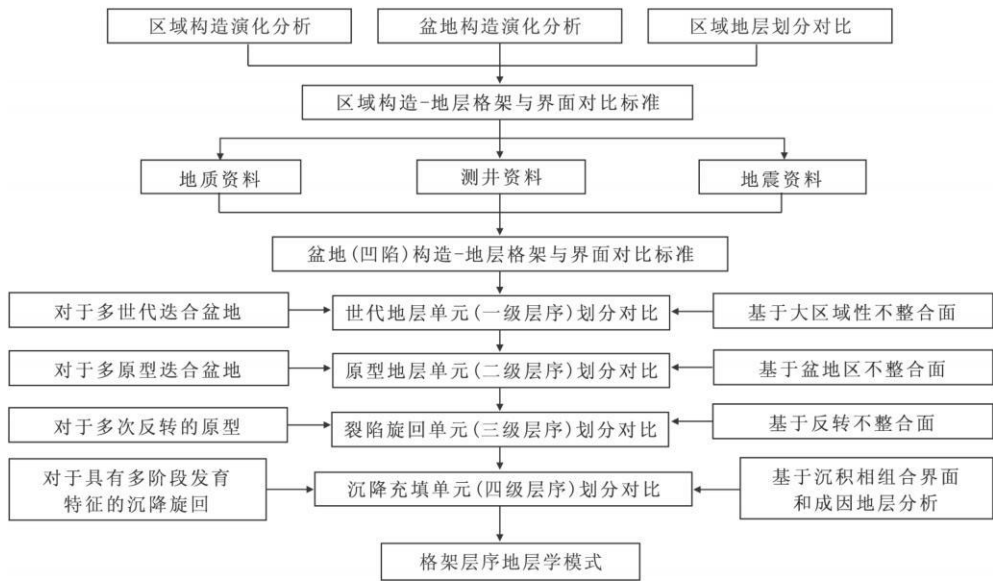 区域构造演化分析
盆地构造演化分析
区域地层划分对比
区域构造-地层格架与界面对比标准
地质资料
测井资料
地震资料
盆地(凹陷)构造-地层格架与界面对比标准
对于多世代迭合盆地
世代地层单元(一级层序)划分对比
基于大区域性不整合面
对于多原型迭合盆地
原型地层单元(二级层序)划分对比
基于盆地区不整合面
对于多次反转的原型
裂陷旋回单元(三级层序)划分对比
基于反转不整合面
对于具有多阶段发育
特征的沉降旋回
沉降充填单元(四级层序)划分对比
基于沉积相组合界面
和成因地层分析
格架层序地层学模式